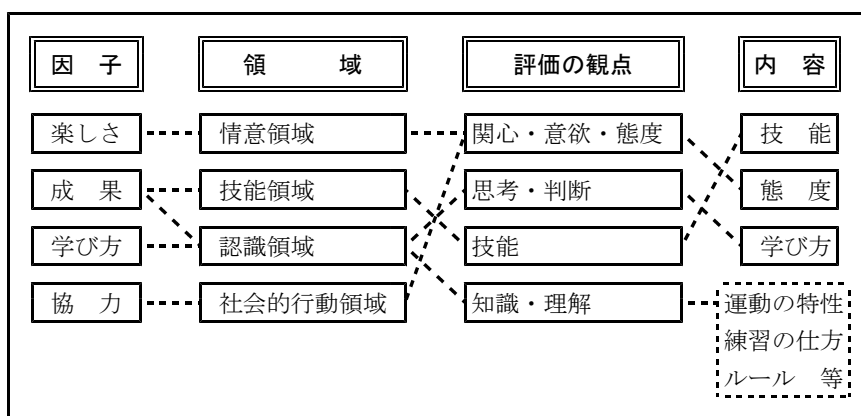 因 子 領 域 評価の観点 内 容
楽しさ 情意領域 関心・意欲・態度 技 能
成 果 技能領域 思考・判断 態 度
学び方 認識領域 技能 学び方
協 力 社会的行動領域 知識・理解 運動の特性
練習の仕方
ルール 等